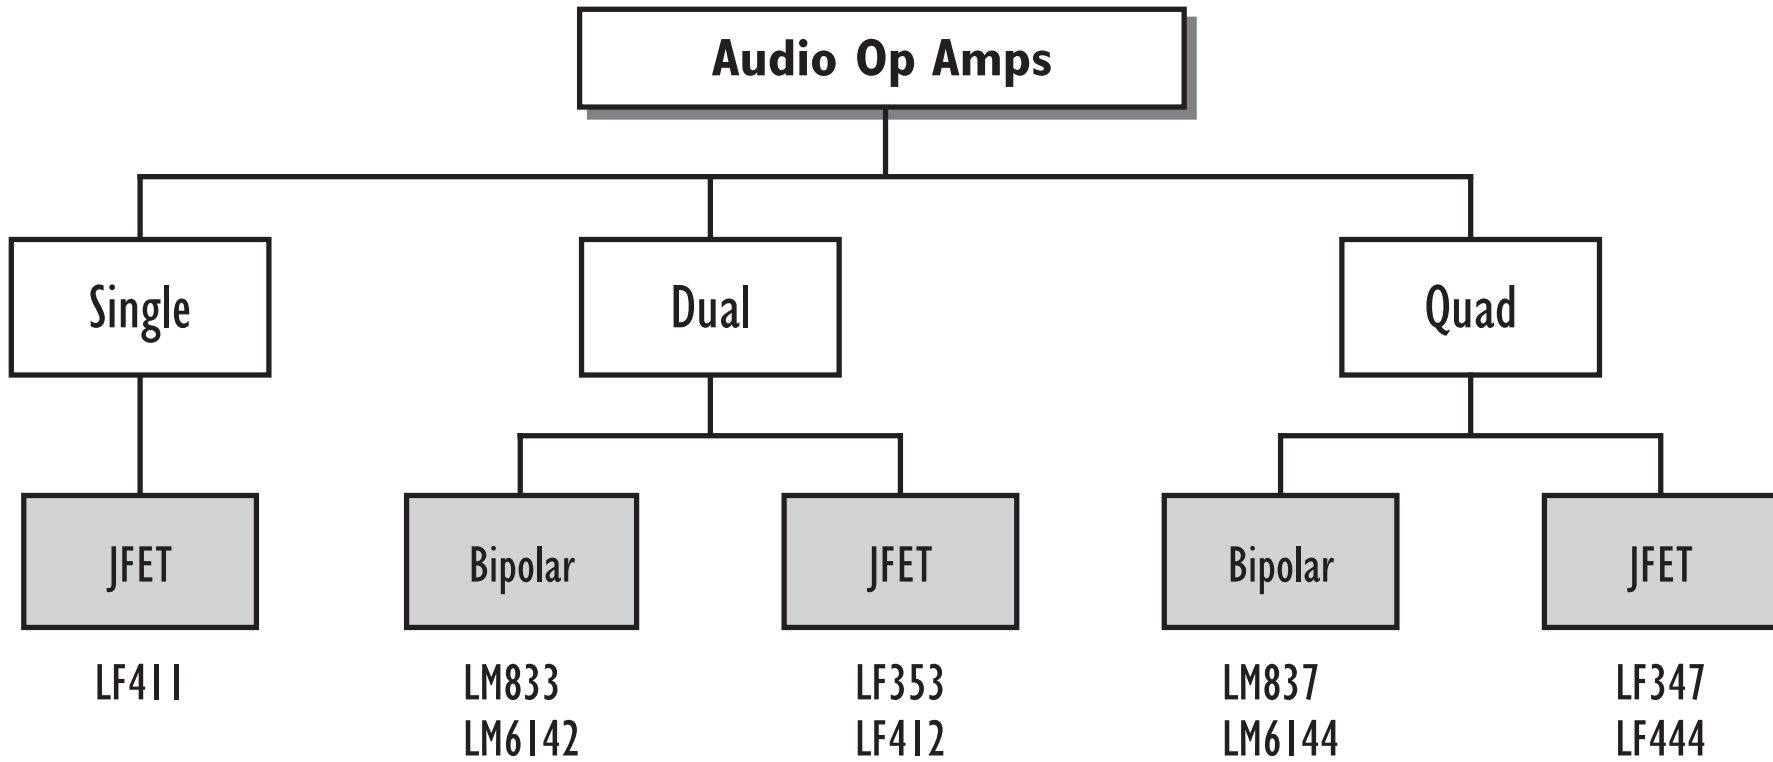 Audio Op Amps
Single
Dual
Quad
JFET
Bipolar
JFET
Bipolar
JFET
LF411
LM833
LF353
LM837
LF347
LM6142
LF412
LM6144
LF444